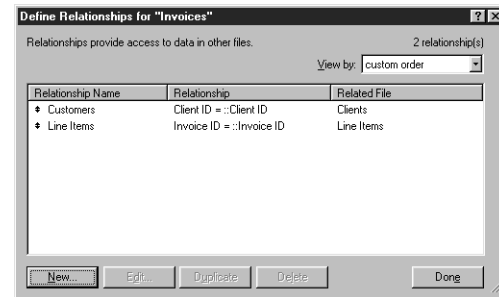 Define Relationships for "Invoices"
Relationships provide access to data in other files. 2 relationship(s)
View by: custom order
Relationship Name Relationship Related File
Customers Client ID = ::Client ID Clients
Line Items Invoice ID = ::Invoice ID Line Items
New... Edit... Duplicate Delete Done